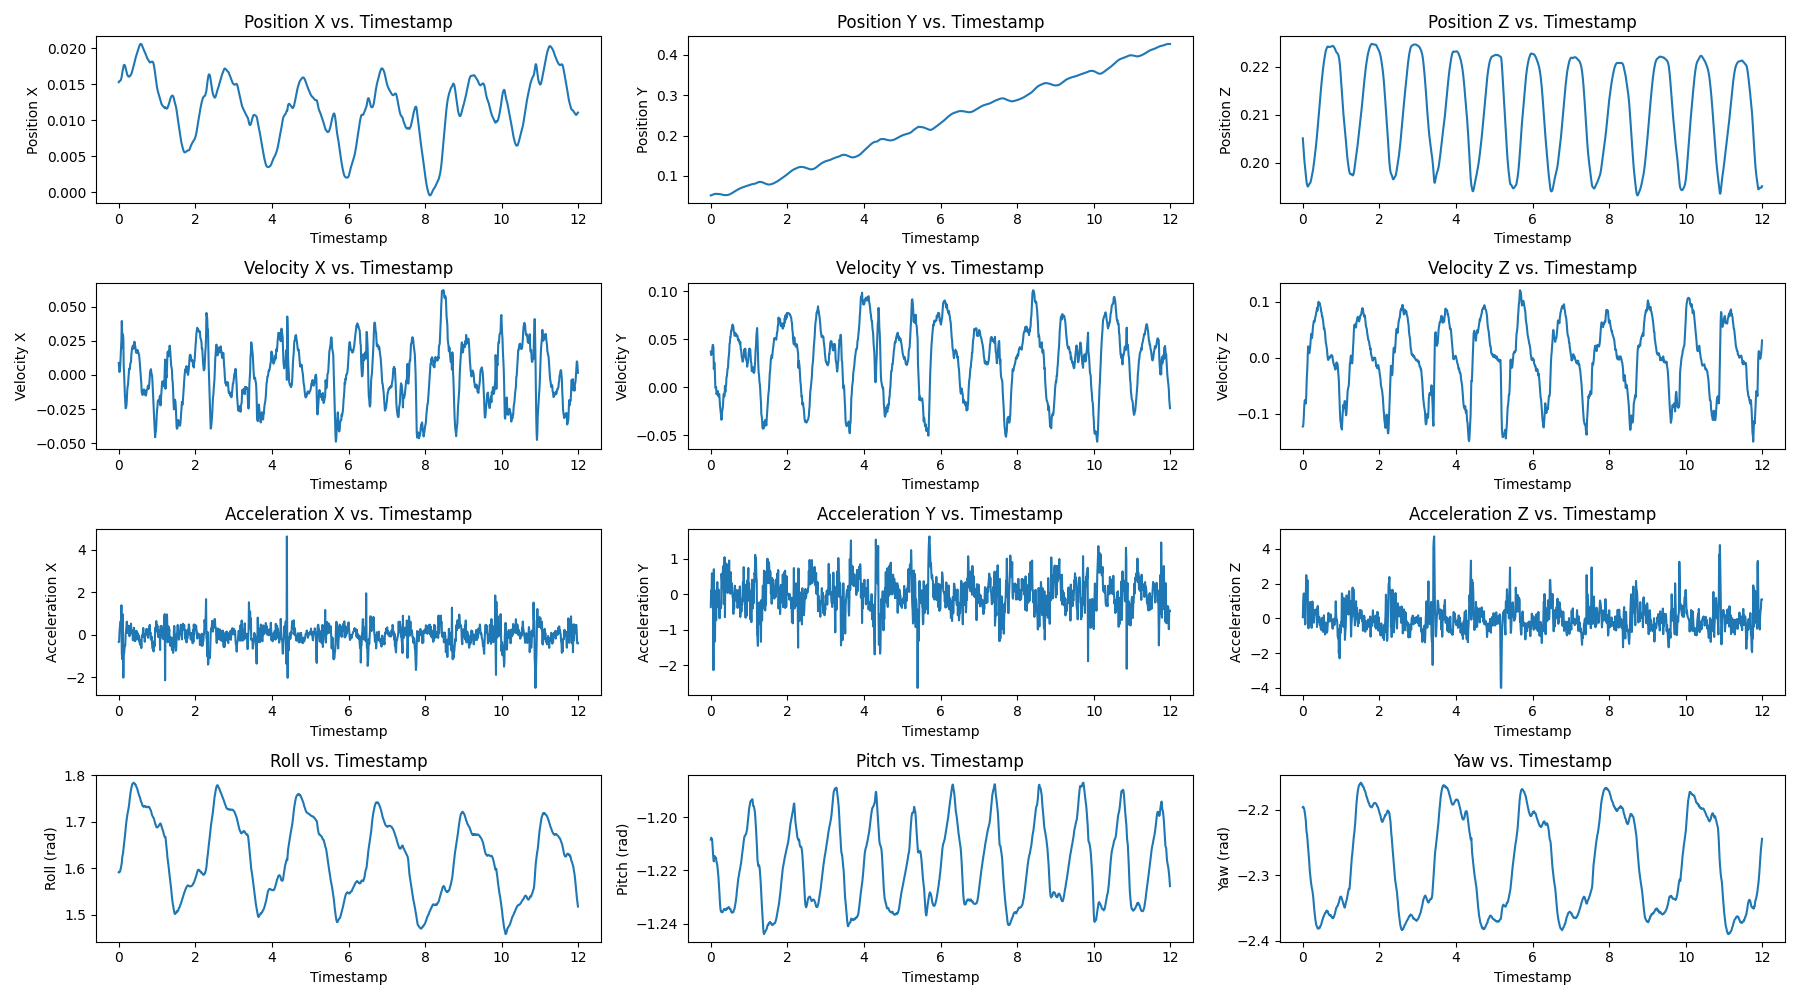 Position X vs. Timestamp
Position X
0.020
0.015
0.010
0.005
0.000
0 2 4 6 8 10 12
Timestamp
Position Y vs. Timestamp
Position Y
0.4
0.3
0.2
0.1
0 2 4 6 8 10 12
Timestamp
Position Z vs. Timestamp
Position Z
0.22
0.21
0.20
0 2 4 6 8 10 12
Timestamp
Velocity X vs. Timestamp
Velocity X
0.050
0.025
0.000
−0.025
−0.050
0 2 4 6 8 10 12
Timestamp
Velocity Y vs. Timestamp
Velocity Y
0.10
0.05
0.00
−0.05
0 2 4 6 8 10 12
Timestamp
Velocity Z vs. Timestamp
Velocity Z
0.1
0.0
−0.1
0 2 4 6 8 10 12
Timestamp
Acceleration X vs. Timestamp
Acceleration X
4
2
0
−2
0 2 4 6 8 10 12
Timestamp
Acceleration Y vs. Timestamp
Acceleration Y
1
0
−1
−2
0 2 4 6 8 10 12
Timestamp
Acceleration Z vs. Timestamp
Acceleration Z
4
2
0
−2
−4
0 2 4 6 8 10 12
Timestamp
Roll vs. Timestamp
Roll (rad)
1.8
1.7
1.6
1.5
0 2 4 6 8 10 12
Timestamp
Pitch vs. Timestamp
Pitch (rad)
−1.20
−1.22
−1.24
0 2 4 6 8 10 12
Timestamp
Yaw vs. Timestamp
Yaw (rad)
−2.2
−2.3
−2.4
0 2 4 6 8 10 12
Timestamp